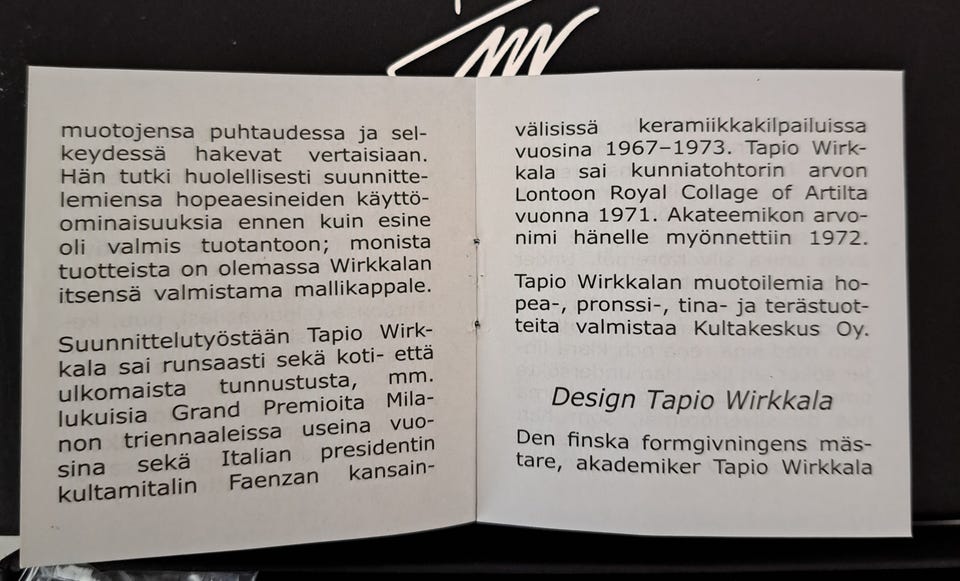 muotojensa puhtaudessa ja sel-
keydessä hakevat vertaisiaan.
Hän tutki huolellisesti suunnitte-
lemiensa hopeaesineiden käyttö-
ominaisuuksia ennen kuin esine
oli valmis tuotantoon; monista
tuotteista on olemassa Wirkkalan
itsensä valmistama mallikappale.
Suunnittelutyöstään Tapio Wirk-
kala sai runsaasti sekä koti- että
ulkomaista tunnustusta, mm.
lukuisia Grand Premioita Mila-
non triennaaleissa useina vuo-
sina sekä Italian presidentin
kultamitalin Faenzan kansain-
välisissä keramiikkakilpailuissa
vuosina 1967–1973. Tapio Wirk-
kala sai kunniatohtorin arvon
Lontoon Royal Collage of Artilta
vuonna 1971. Akateemikon arvo-
nimi hänelle myönnettiin 1972.
Tapio Wirkkalan muotoilemia ho-
pea-, pronssi-, tina- ja terästuot-
teita valmistaa Kultakeskus Oy.
Design Tapio Wirkkala
Den finska formgivningens mäs-
tare, akademiker Tapio Wirkkala